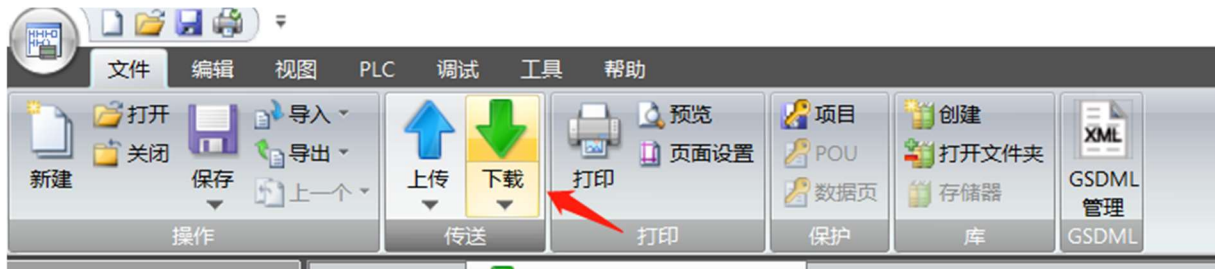 文件 编辑 视图 PLC 调试 工具 帮助
打开 导入 预览 项目 创建 XML
关闭 导出 页面设置 POU 打开文件夹
新建 保存 上一个 上传 下载 打印 数据页 存储器 GSDML
管理
操作 传送 打印 保护 库 GSDML